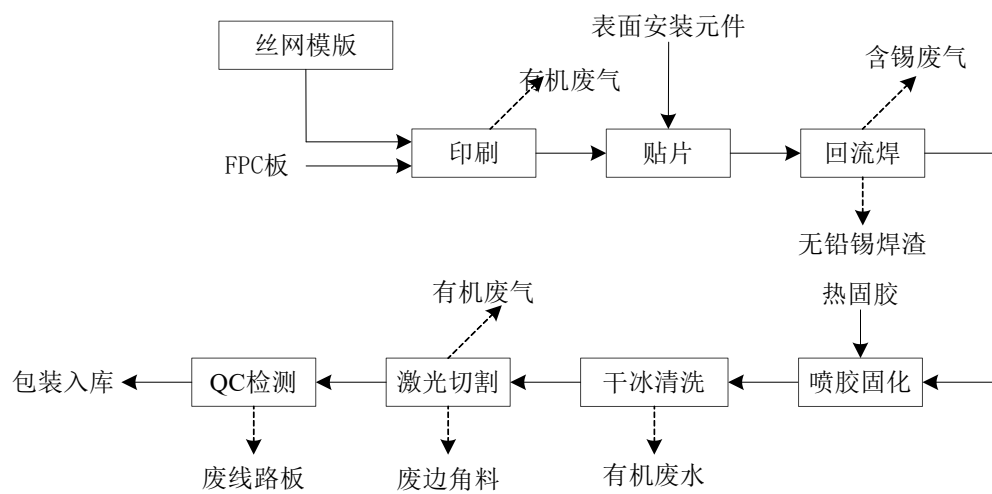 表面安装元件
丝网模版
有机废气
含锡废气
印刷
贴片
回流焊
FPC板
无铅锡焊渣
有机废气
热固胶
包装入库
QC检测
激光切割
干冰清洗
喷胶固化
废线路板
废边角料
有机废水